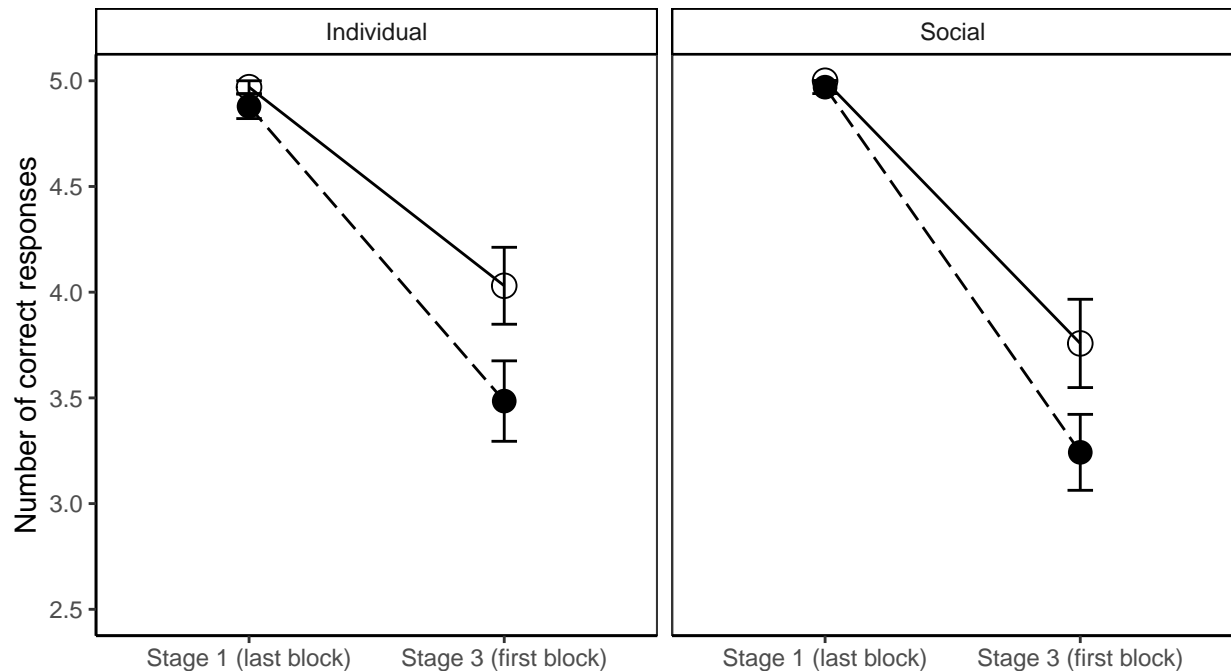 Individual
Social
Number of correct responses
5.0
4.5
4.0
3.5
3.0
2.5
Stage 1 (last block)
Stage 3 (first block)
Stage 1 (last block)
Stage 3 (first block)